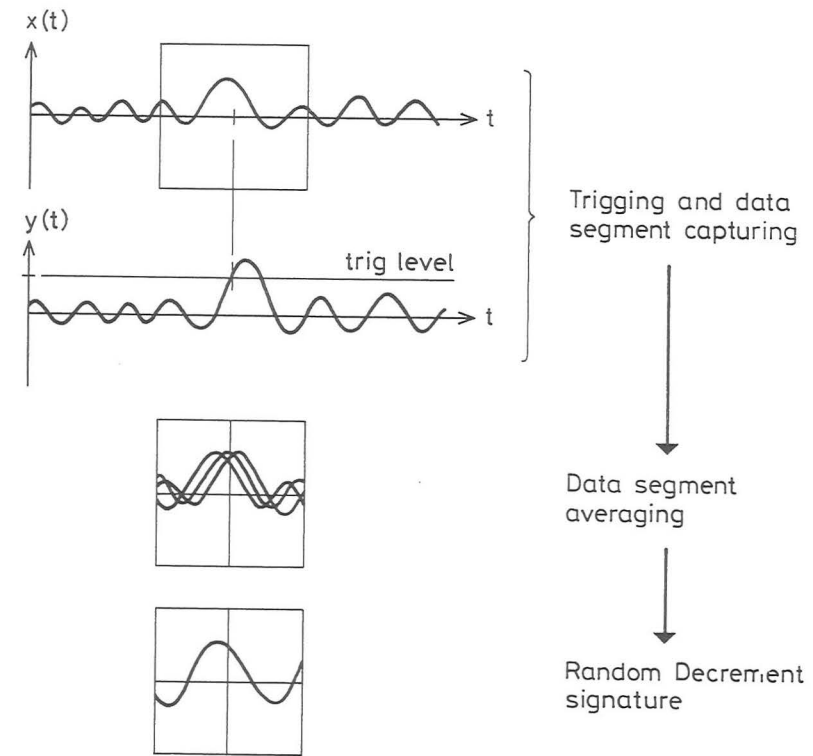 x(t)
t
Trigging and data
segment capturing
y(t)
trig level
t
Data segment
averaging
Random Decrement
signature